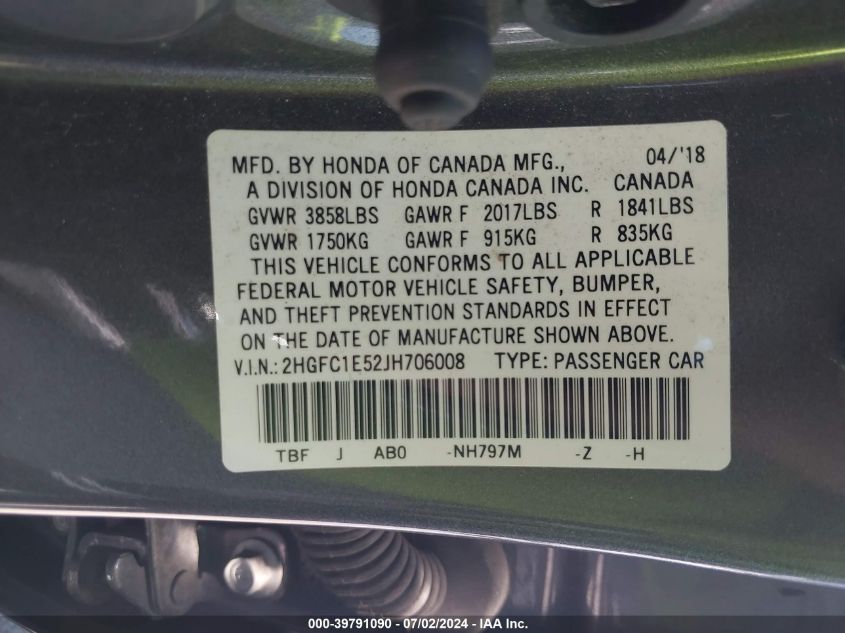 MFD. BY HONDA OF CANADA MFG., 04/'18
A DIVISION OF HONDA CANADA INC. CANADA
GVWR 3858LBS GAWR F 2017LBS R 1841LBS
GVWR 1750KG GAWR F 915KG R 835KG
THIS VEHICLE CONFORMS TO ALL APPLICABLE
FEDERAL MOTOR VEHICLE SAFETY, BUMPER,
AND THEFT PREVENTION STANDARDS IN EFFECT
ON THE DATE OF MANUFACTURE SHOWN ABOVE.
V.I.N.: 2HGFC1E52JH706008 TYPE: PASSENGER CAR
TBF J AB0 -NH797M -Z -H
000-39791090 - 07/02/2024 - IAA Inc.